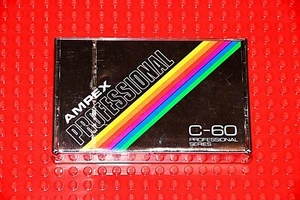 AMPEX
PROFESSIONAL
C-60
PROFESSIONAL
SERIES